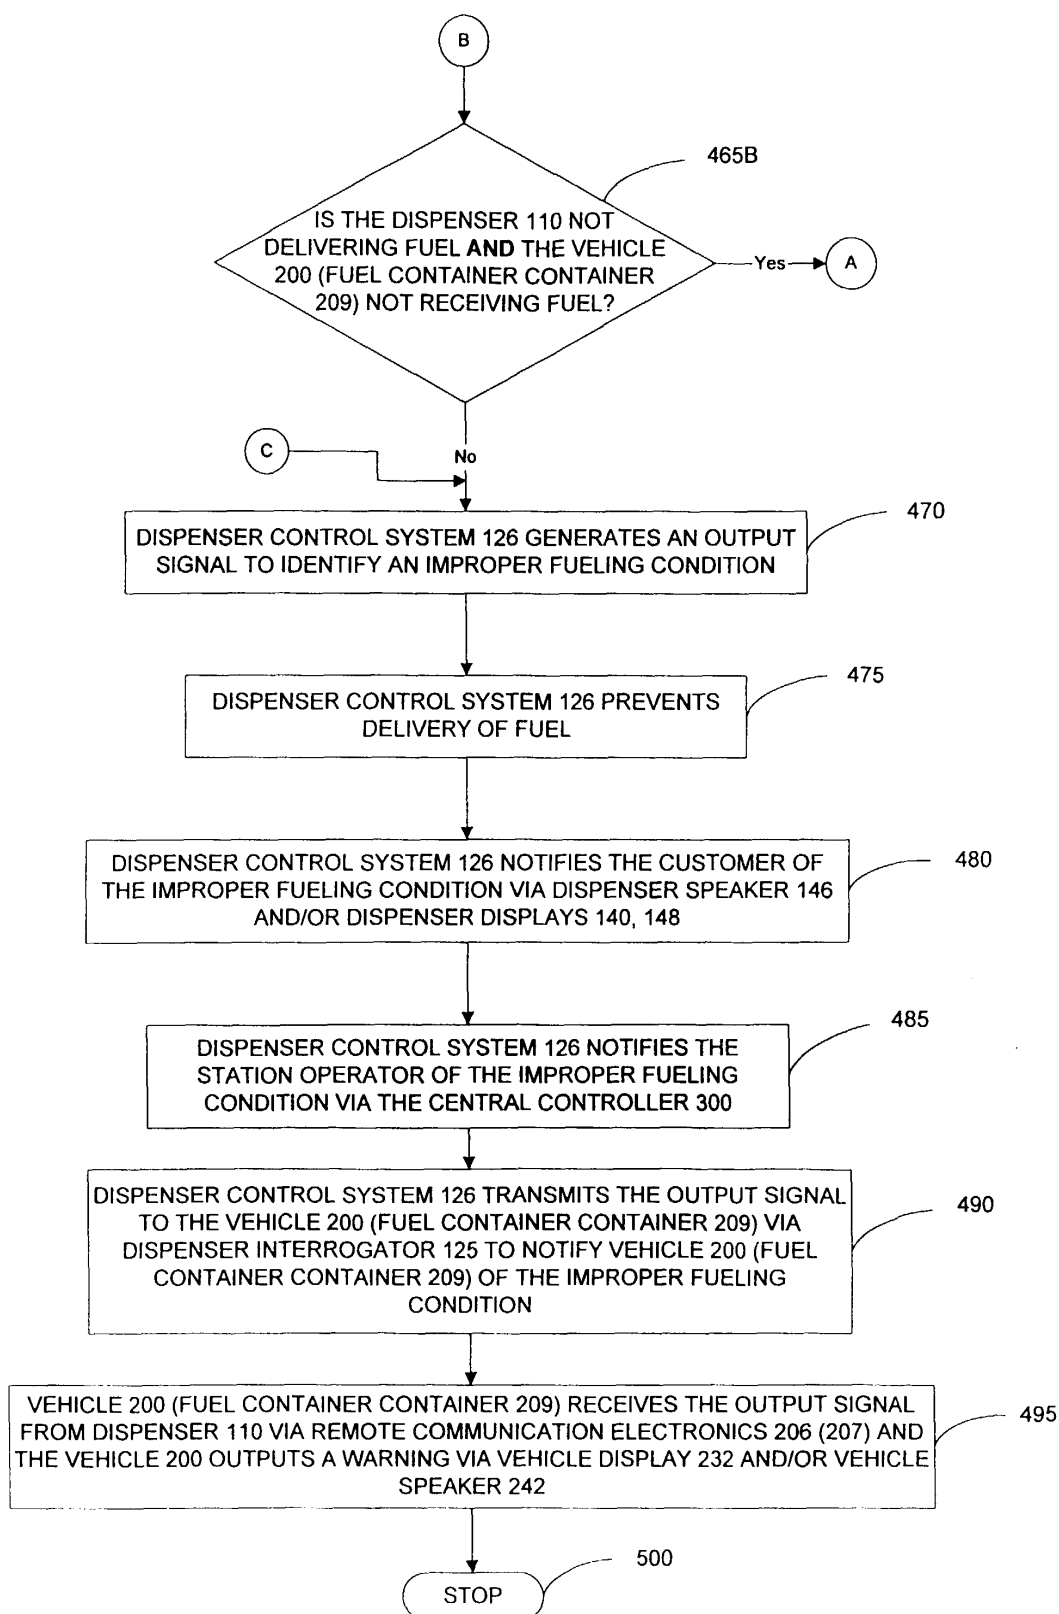 B
465B
IS THE DISPENSER 110 NOT
DELIVERING FUEL AND THE VEHICLE
200 (FUEL CONTAINER CONTAINER
209) NOT RECEIVING FUEL?
Yes
A
C
No
470
DISPENSER CONTROL SYSTEM 126 GENERATES AN OUTPUT
SIGNAL TO IDENTIFY AN IMPROPER FUELING CONDITION
475
DISPENSER CONTROL SYSTEM 126 PREVENTS
DELIVERY OF FUEL
480
DISPENSER CONTROL SYSTEM 126 NOTIFIES THE CUSTOMER OF
THE IMPROPER FUELING CONDITION VIA DISPENSER SPEAKER 146
AND/OR DISPENSER DISPLAYS 140, 148
485
DISPENSER CONTROL SYSTEM 126 NOTIFIES THE
STATION OPERATOR OF THE IMPROPER FUELING
CONDITION VIA THE CENTRAL CONTROLLER 300
490
DISPENSER CONTROL SYSTEM 126 TRANSMITS THE OUTPUT SIGNAL
TO THE VEHICLE 200 (FUEL CONTAINER CONTAINER 209) VIA
DISPENSER INTERROGATOR 125 TO NOTIFY VEHICLE 200 (FUEL
CONTAINER CONTAINER 209) OF THE IMPROPER FUELING
CONDITION
495
VEHICLE 200 (FUEL CONTAINER CONTAINER 209) RECEIVES THE OUTPUT SIGNAL
FROM DISPENSER 110 VIA REMOTE COMMUNICATION ELECTRONICS 206 (207) AND
THE VEHICLE 200 OUTPUTS A WARNING VIA VEHICLE DISPLAY 232 AND/OR VEHICLE
SPEAKER 242
500
STOP